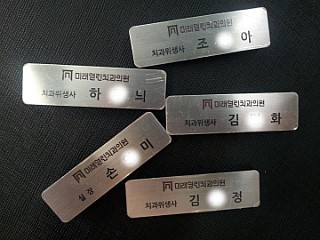 미래열린치과의원
치과위생사 조 아
미래열린치과의원
치과위생사 하 늬
미래열린치과의원
치과위생사 김 화
미래열린치과의원
실장 손 미
미래열린치과의원
치과위생사 김 정